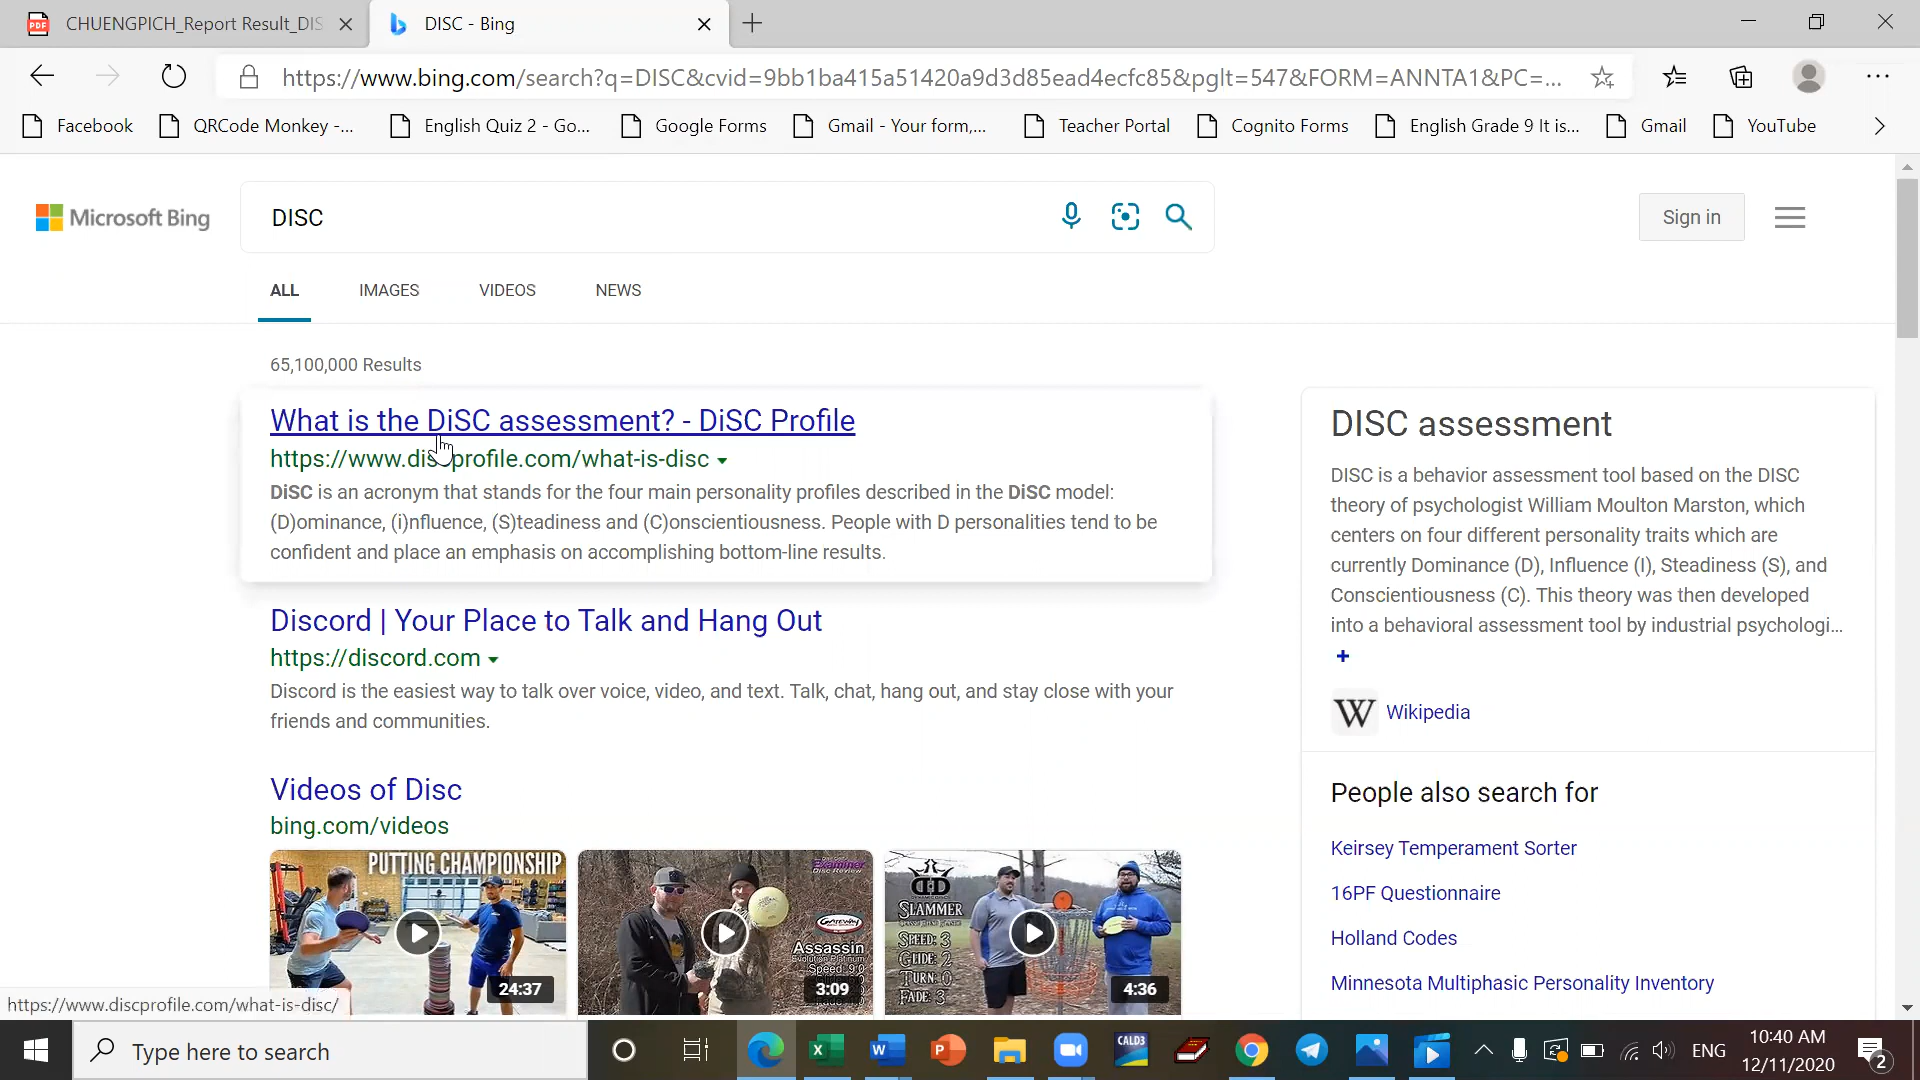 CHUENGPICH_Report Result_DIS
DISC - Bing
https://www.bing.com/search?q=DISC&cvid=9bb1ba415a51420a9d3d85ead4ecfc85&pglt=547&FORM=ANNTA1&PC=...
Facebook
QRCode Monkey -...
English Quiz 2 - Go...
Google Forms
Gmail - Your form,...
Teacher Portal
Cognito Forms
English Grade 9 It is...
Gmail
YouTube
Microsoft Bing
DISC
Sign in
ALL
IMAGES
VIDEOS
NEWS
65,100,000 Results
What is the DiSC assessment? - DiSC Profile
https://www.discprofile.com/what-is-disc
DiSC is an acronym that stands for the four main personality profiles described in the DiSC model:
(D)ominance, (i)nfluence, (S)teadiness and (C)onscientiousness. People with D personalities tend to be
confident and place an emphasis on accomplishing bottom-line results.
Discord | Your Place to Talk and Hang Out
https://discord.com
Discord is the easiest way to talk over voice, video, and text. Talk, chat, hang out, and stay close with your
friends and communities.
Videos of Disc
bing.com/videos
PUTTING CHAMPIONSHIP
24:37
Examiner
Disc Review
GATEWAY
Assassin
Evolution Platinum
Speed: 9.0
3:09
DD
SLAMMER
SPEED: 3
GLIDE: 2
TURN: 0
FADE: 3
4:36
DISC assessment
DISC is a behavior assessment tool based on the DISC
theory of psychologist William Moulton Marston, which
centers on four different personality traits which are
currently Dominance (D), Influence (I), Steadiness (S), and
Conscientiousness (C). This theory was then developed
into a behavioral assessment tool by industrial psychologi...
W Wikipedia
People also search for
Keirsey Temperament Sorter
16PF Questionnaire
Holland Codes
Minnesota Multiphasic Personality Inventory
https://www.discprofile.com/what-is-disc/
Type here to search
CALD3
ENG
10:40 AM
12/11/2020
2